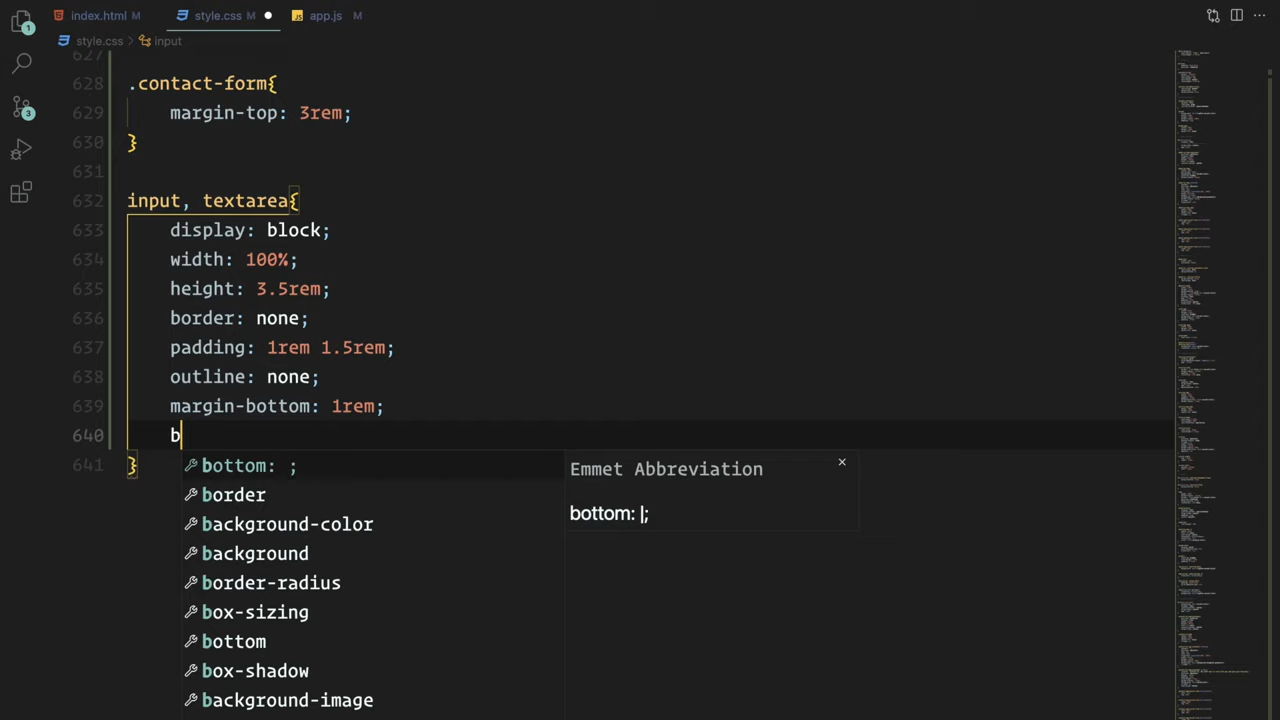 index.html M
style.css
app.js M
style.css > input
627
628 .contact-form{
629 margin-top: 3rem;
630 }
631
632 input, textarea{
633 display: block;
634 width: 100%;
635 height: 3.5rem;
636 border: none;
637 padding: 1rem 1.5rem;
638 outline: none;
639 margin-bottom: 1rem;
640 b
641 }
bottom: ;
border
background-color
background
border-radius
box-sizing
bottom
box-shadow
background-image
Emmet Abbreviation
bottom: |;
1
3